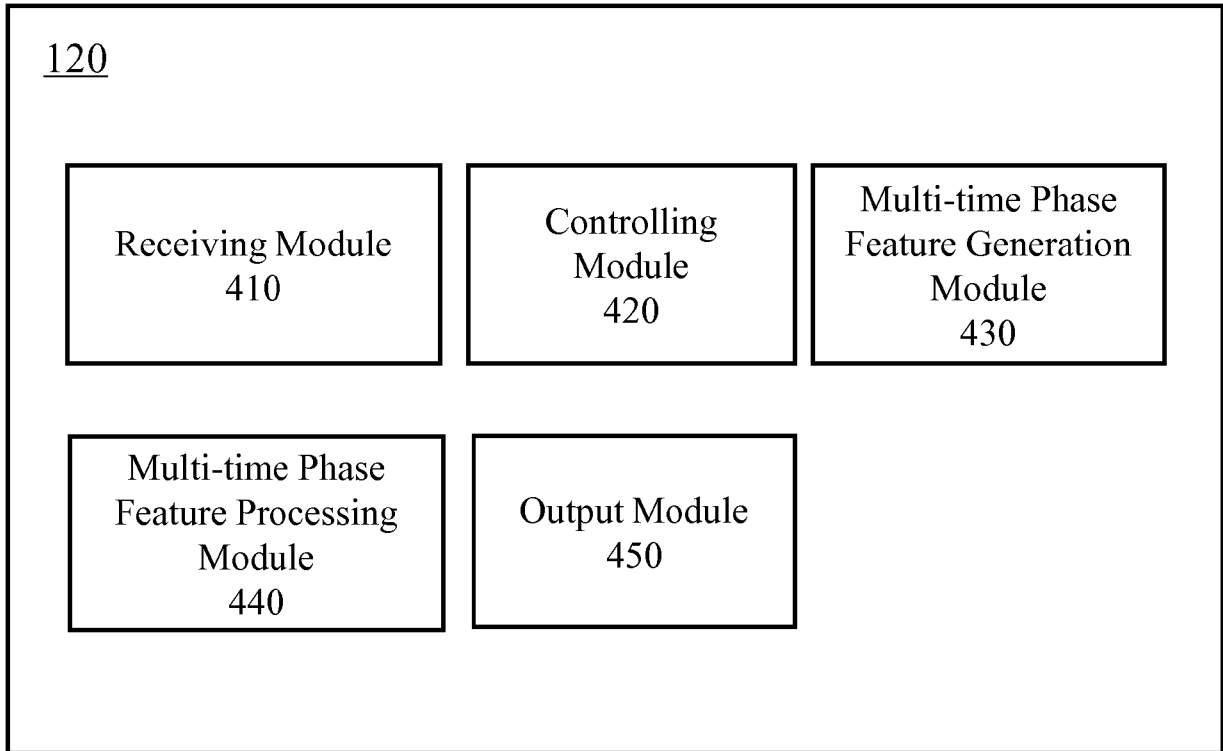 120
Receiving Module
410
Controlling
Module
420
Multi-time Phase
Feature Generation
Module
430
Multi-time Phase
Feature Processing
Module
440
Output Module
450